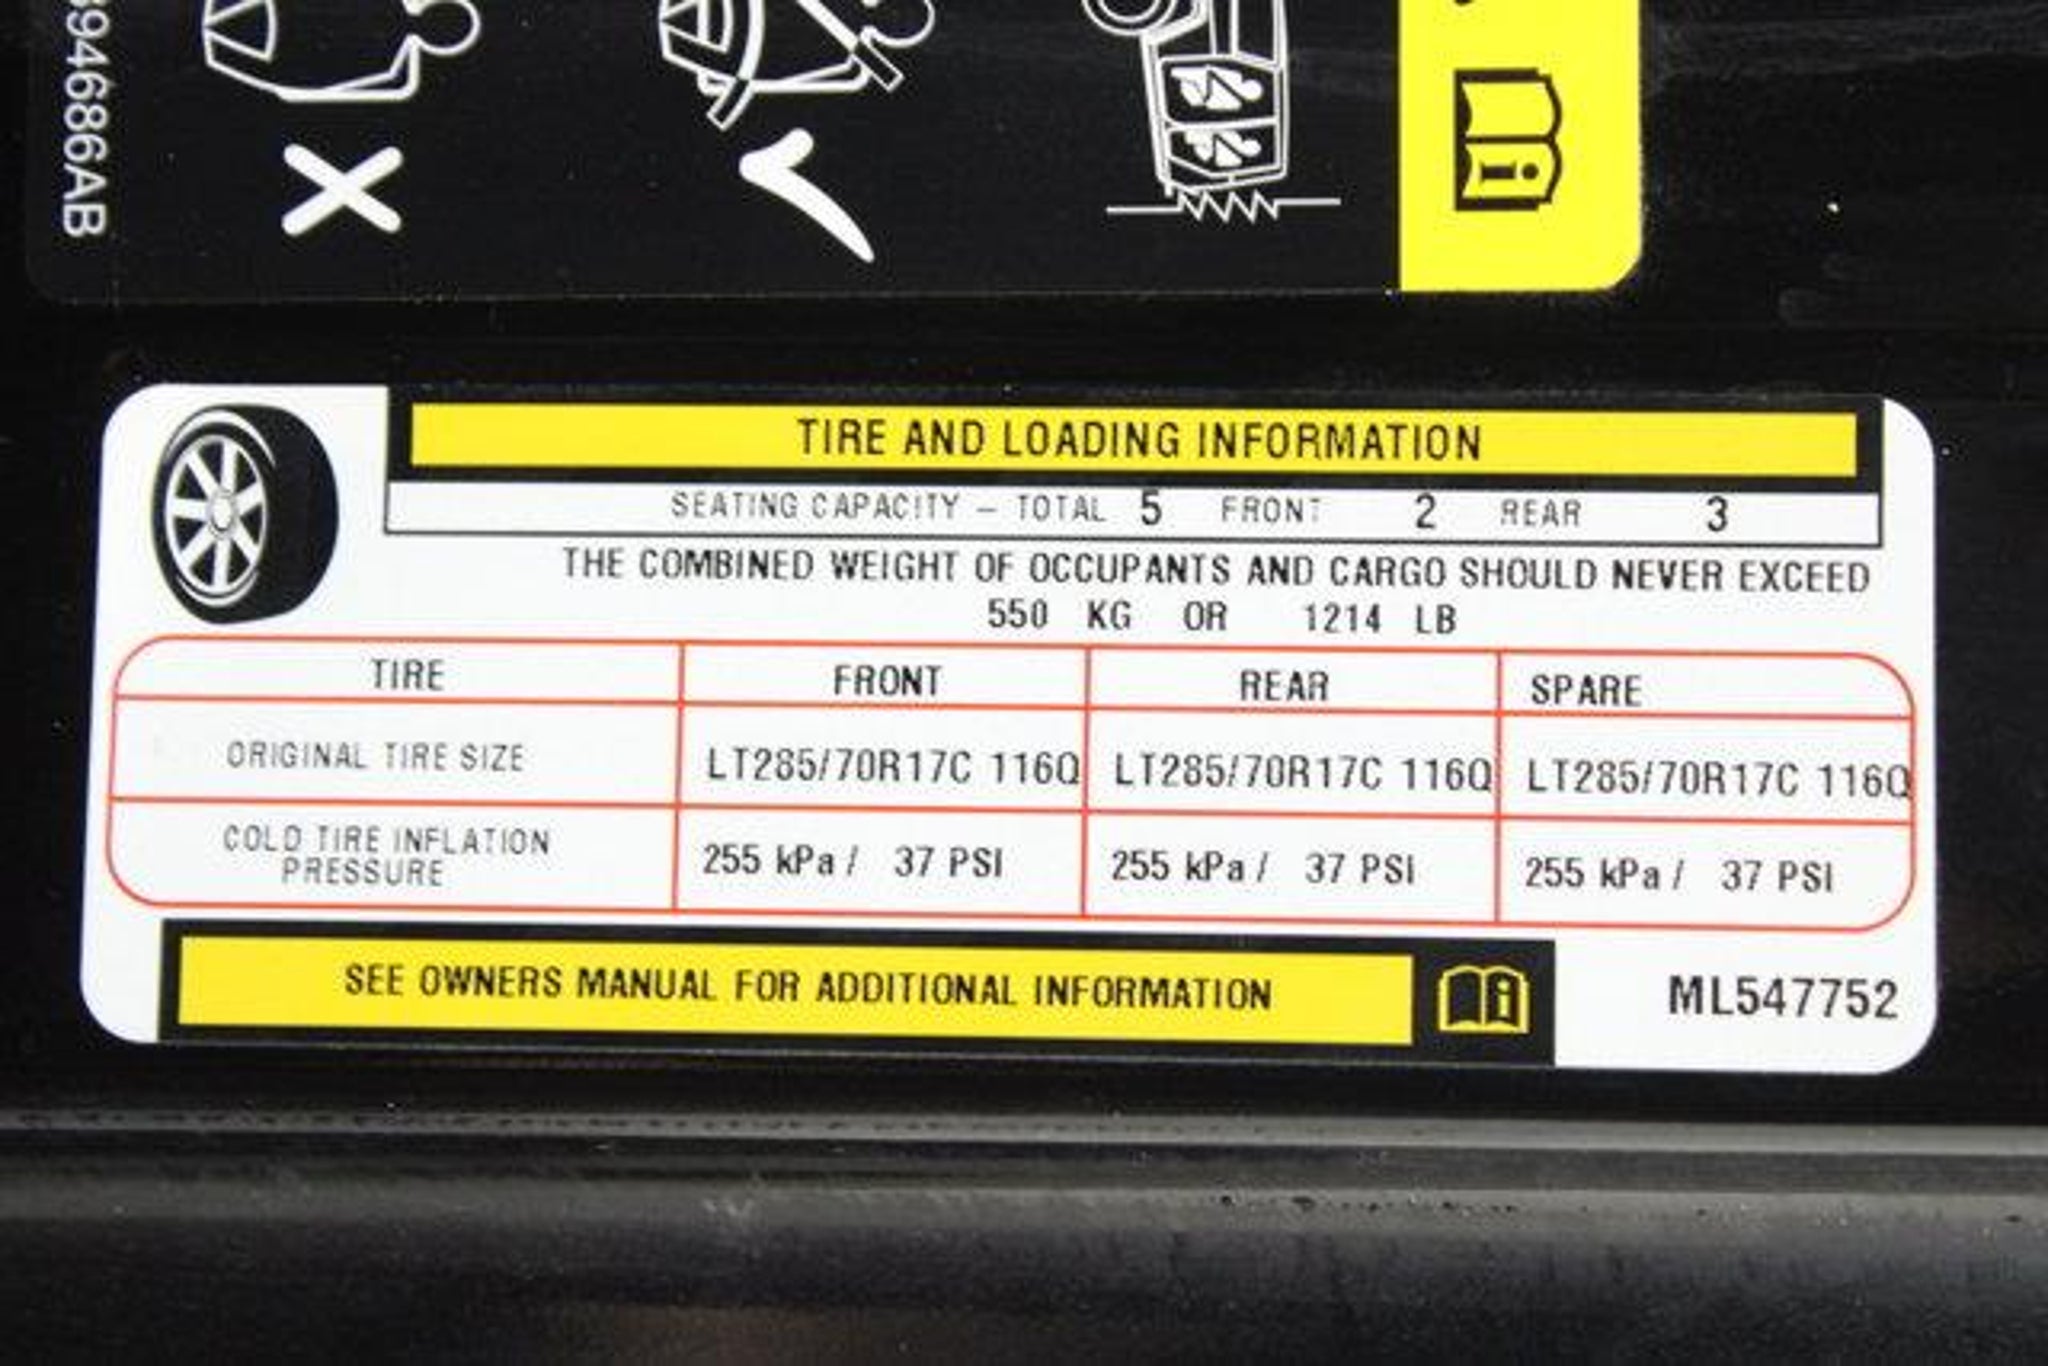 94686AB
TIRE AND LOADING INFORMATION
SEATING CAPACITY – TOTAL 5 FRONT 2 REAR 3
THE COMBINED WEIGHT OF OCCUPANTS AND CARGO SHOULD NEVER EXCEED
550 KG OR 1214 LB
TIRE FRONT REAR SPARE
ORIGINAL TIRE SIZE LT285/70R17C 116Q LT285/70R17C 116Q LT285/70R17C 116Q
COLD TIRE INFLATION
PRESSURE 255 kPa / 37 PSI 255 kPa / 37 PSI 255 kPa / 37 PSI
SEE OWNERS MANUAL FOR ADDITIONAL INFORMATION
ML547752